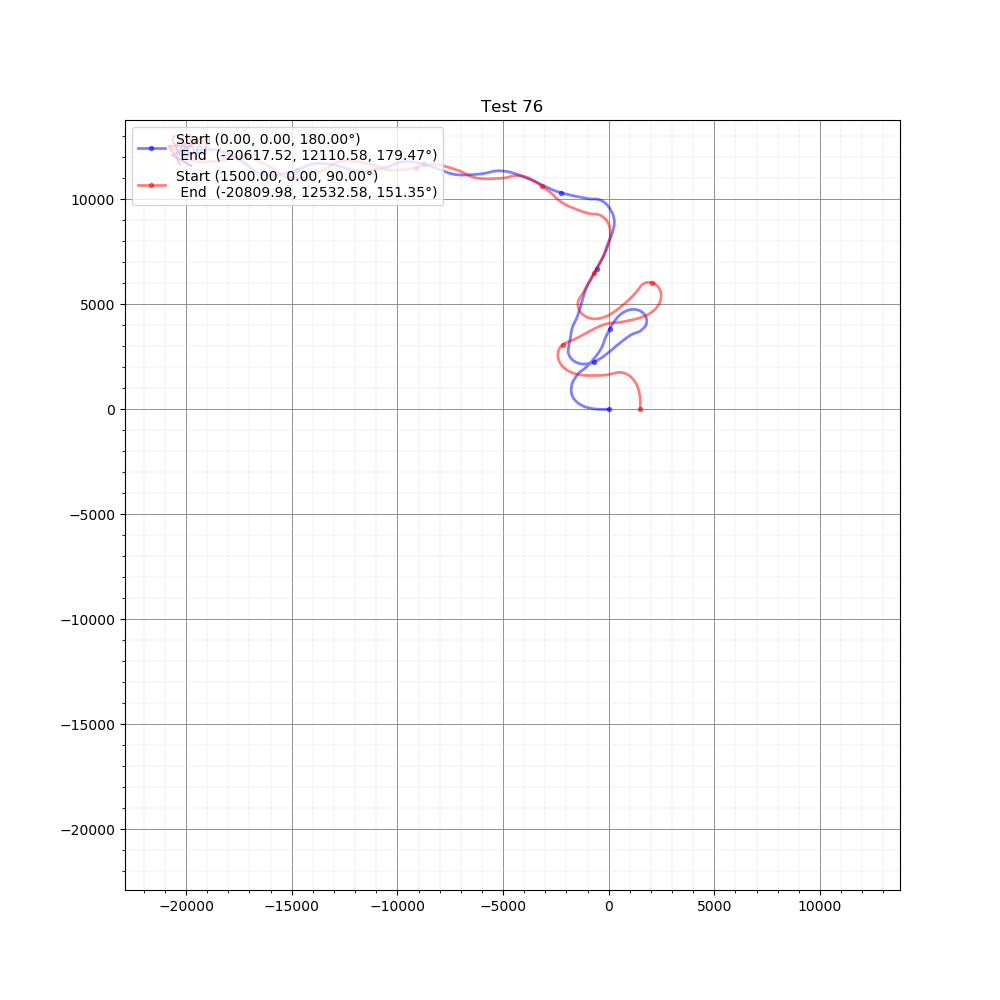 Test 76
Start (0.00, 0.00, 180.00°)
End  (-20617.52, 12110.58, 179.47°)
Start (1500.00, 0.00, 90.00°)
End  (-20809.98, 12532.58, 151.35°)
10000
5000
0
−5000
−10000
−15000
−20000
−20000 −15000 −10000 −5000 0 5000 10000